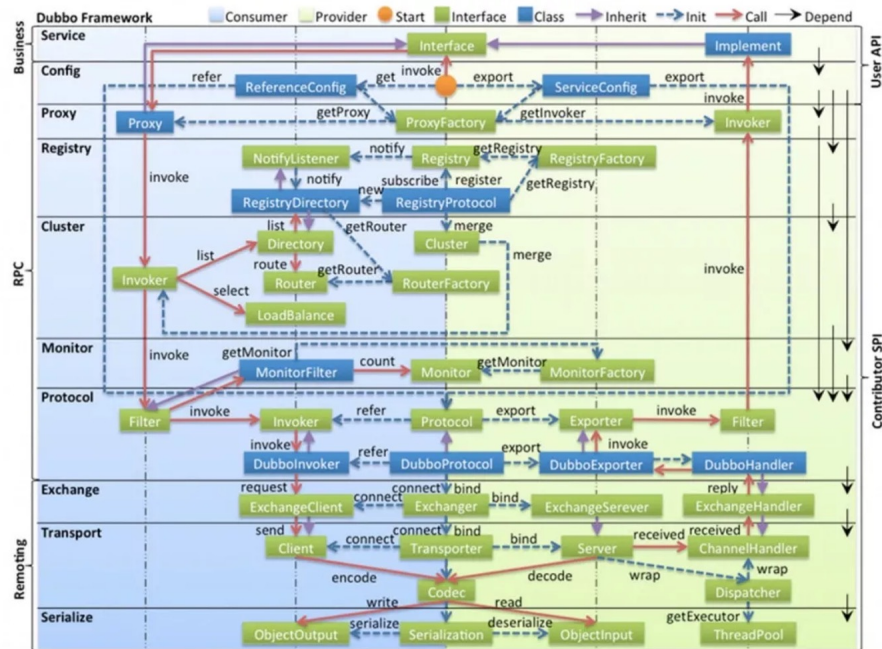 Dubbo Framework
Consumer
Provider
Start
Interface
Class
Inherit
Init
Call
Depend
Business
Service
Interface
Implement
User API
Config
refer
ReferenceConfig
get
invoke
export
ServiceConfig
export
Proxy
Proxy
getProxy
ProxyFactory
getInvoker
invoke
Invoker
Registry
NotifyListener
notify
Registry
getRegistry
RegistryFactory
invoke
notify
subscribe
register
getRegistry
RegistryDirectory
new
RegistryProtocol
RPC
Cluster
list
getRouter
merge
Directory
Cluster
list
merge
route
getRouter
invoke
Invoker
Router
RouterFactory
select
LoadBalance
Contributor SPI
Monitor
invoke
getMonitor
MonitorFilter
count
Monitor
getMonitor
MonitorFactory
Protocol
Filter
invoke
Invoker
refer
Protocol
export
Exporter
invoke
Filter
invoke
export
invoke
DubboInvoker
refer
DubboProtocol
DubboExporter
DubboHandler
Remoting
Exchange
request
connect
bind
reply
ExchangeClient
connect
Exchanger
bind
ExchangeSerever
ExchangeHandler
Transport
send
connect
bind
received
received
Client
connect
Transporter
bind
Server
ChannelHandler
encode
decode
wrap
wrap
Codec
Dispatcher
write
read
getExecutor
Serialize
ObjectOutput
serialize
Serialization
deserialize
ObjectInput
ThreadPool